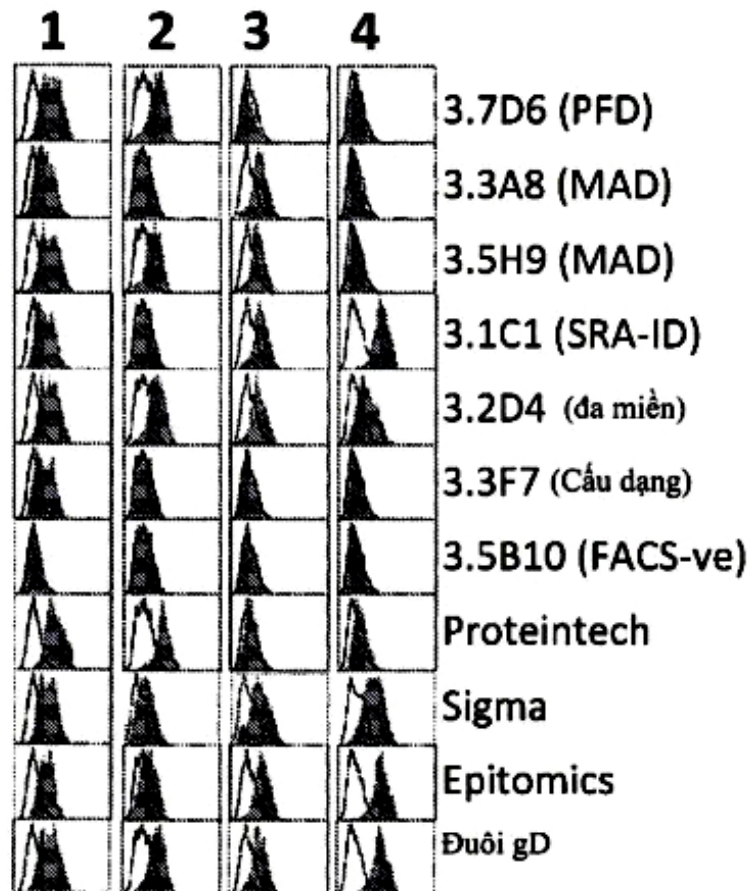 1 2 3 4
3.7D6 (PFD)
3.3A8 (MAD)
3.5H9 (MAD)
3.1C1 (SRA-ID)
3.2D4 (đa miền)
3.3F7 (Cấu dạng)
3.5B10 (FACS-ve)
Proteintech
Sigma
Epitomics
Đuôi gD